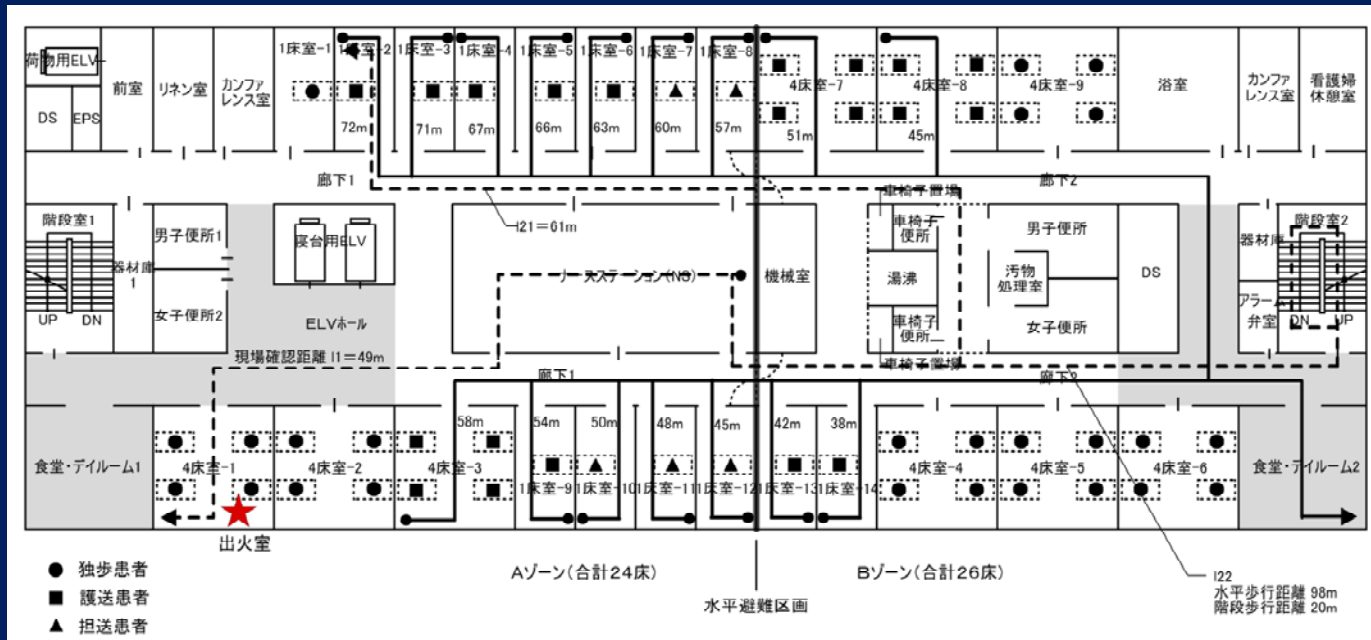 1床室-1
1床室-2
1床室-3
1床室-4
1床室-5
1床室-6
1床室-7
1床室-8
荷物用ELV
前室
リネン室
カンファ
レンス室
4床室-7
4床室-8
4床室-9
浴室
カンファ
レンス室
看護婦
休憩室
DS
EPS
72m
71m
67m
66m
63m
60m
57m
51m
45m
廊下1
廊下2
車椅子置場
階段室1
男子便所1
寝台用ELV
l21=61m
車椅子
便所
男子便所
階段室2
器材庫
器材庫
1
ナースステーション(NS)
機械室
湯沸
汚物
処理室
DS
UP
DN
女子便所2
ELVホール
車椅子
便所
女子便所
アラーム
弁室
DN
UP
現場確認距離 l1=49m
車椅子置場
廊下1
廊下2
58m
54m
50m
48m
45m
42m
38m
食堂・デイルーム1
4床室-1
4床室-2
4床室-3
1床室-9
1床室-10
1床室-11
1床室-12
1床室-13
1床室-14
4床室-4
4床室-5
4床室-6
食堂・デイルーム2
出火室
独歩患者
護送患者
担送患者
Aゾーン(合計24床)
Bゾーン(合計26床)
水平避難区画
l22
水平歩行距離 98m
階段歩行距離 20m